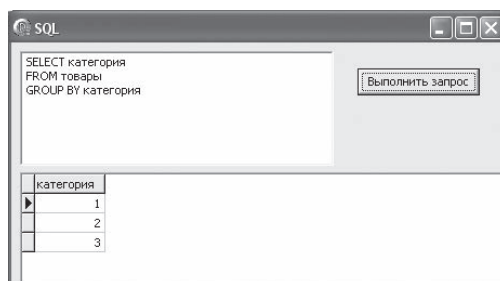 SQL
SELECT категория
FROM товары
GROUP BY категория
Выполнить запрос
категория
1
2
3